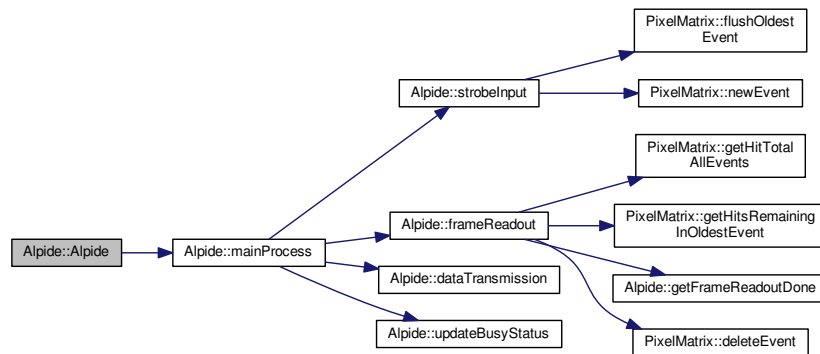 PixelMatrix::flushOldest
Event
Alpide::strobeInput
PixelMatrix::newEvent
PixelMatrix::getHitTotal
AllEvents
Alpide::Alpide
Alpide::mainProcess
Alpide::frameReadout
PixelMatrix::getHitsRemaining
InOldestEvent
Alpide::dataTransmission
Alpide::getFrameReadoutDone
Alpide::updateBusyStatus
PixelMatrix::deleteEvent